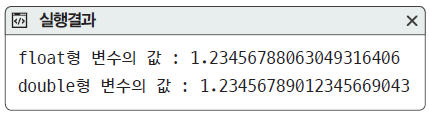 실행결과
float형 변수의 값 : 1.23456788063049316406
double형 변수의 값 : 1.23456789012345669043